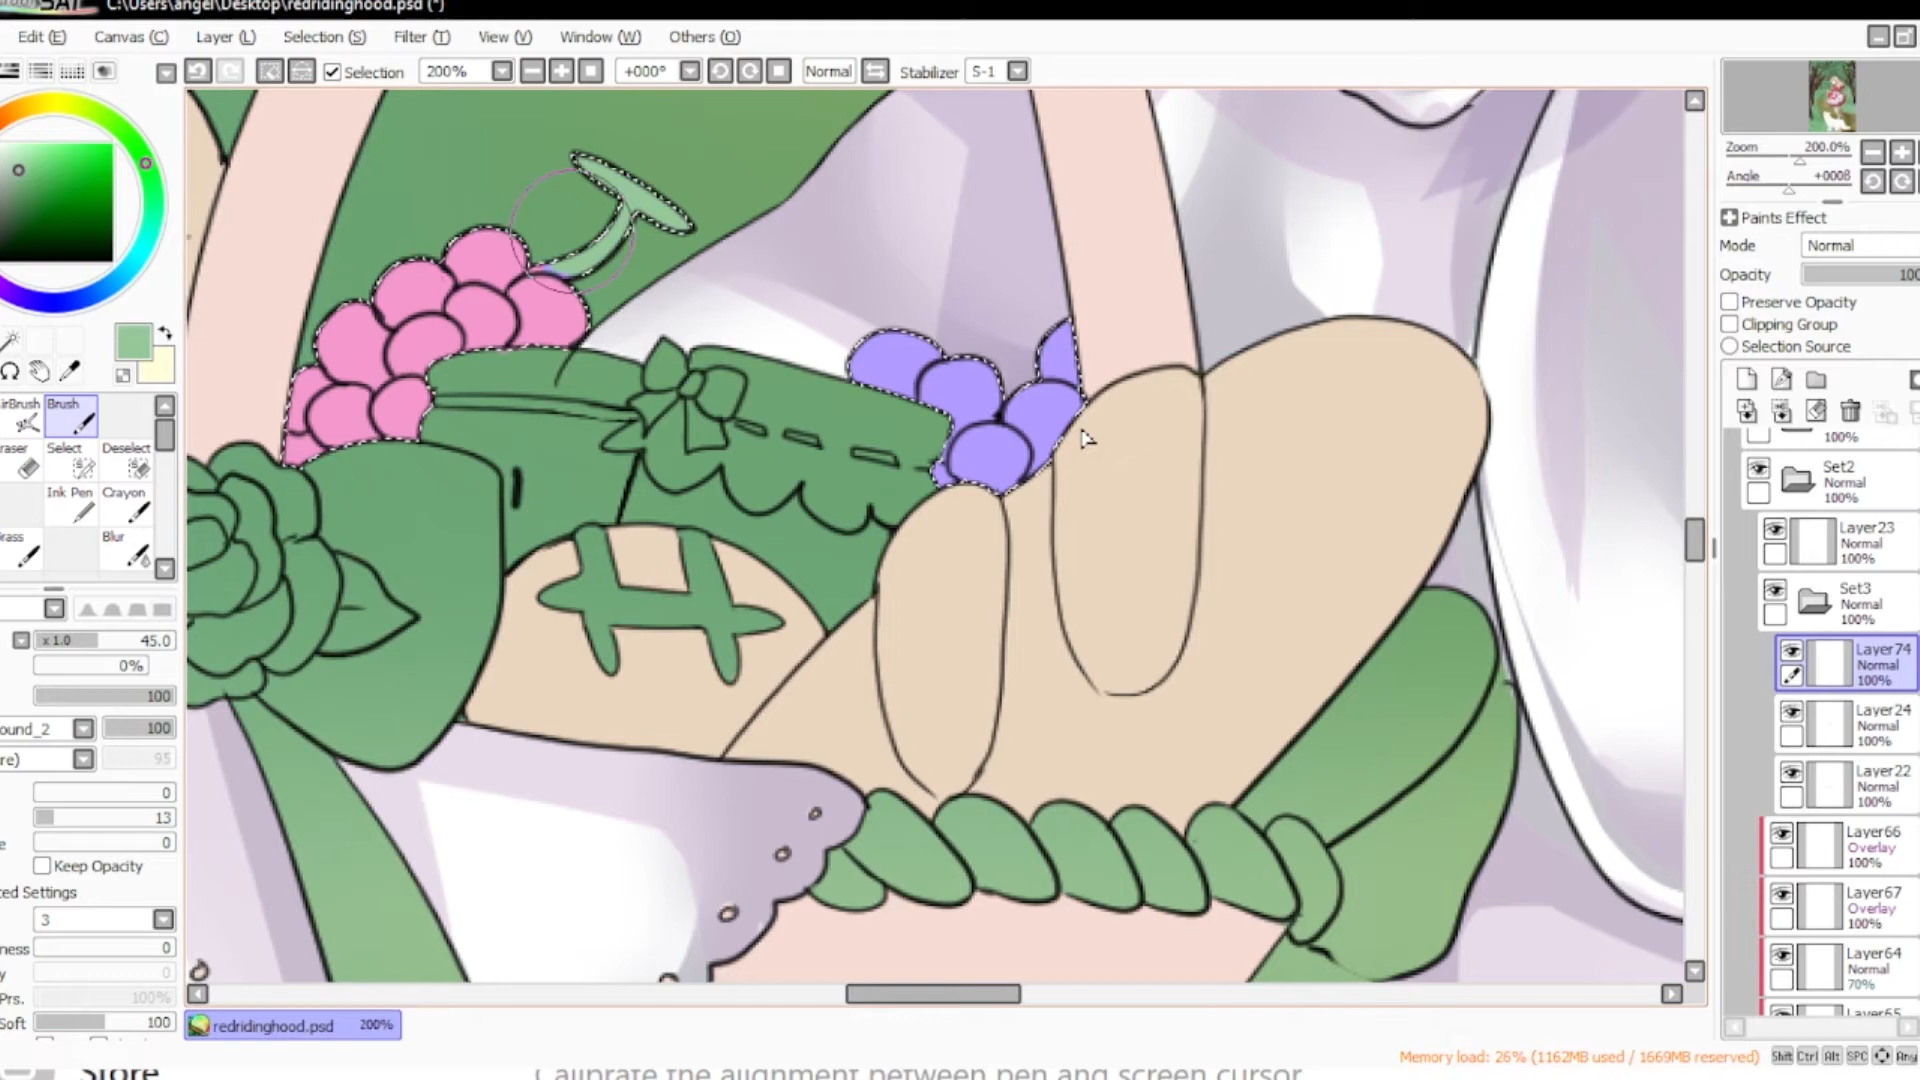 SAI C:\Users\angel\Desktop\redridinghood.psd (*)
Edit (E) Canvas (C) Layer (L) Selection (S) Filter (T) View (V) Window (W) Others (O)
Selection 200% +000° Normal Stabilizer S-1
Zoom 200.0%
Angle +000ß
Paints Effect
Mode Normal
Opacity 100
Preserve Opacity
Clipping Group
Selection Source
Brush
Select Deselect
Ink Pen Crayon
Blur
x 1.0 45.0
0%
100
ound_2 100
re) 95
0
13
0
Keep Opacity
ed Settings
3
ness 0
0
Prs. 100%
Soft 100
100%
Set2
Normal
100%
Layer23
Normal
100%
Set3
Normal
100%
Layer74
Normal
100%
Layer24
Normal
100%
Layer22
Normal
100%
Layer66
Overlay
100%
Layer67
Overlay
100%
Layer64
Normal
70%
Layer65
redridinghood.psd 200%
Memory load: 26% (1162MB used / 1669MB reserved) Shift Ctrl Alt SPC Any
Store Calibrate the alignment between pen and screen cursor